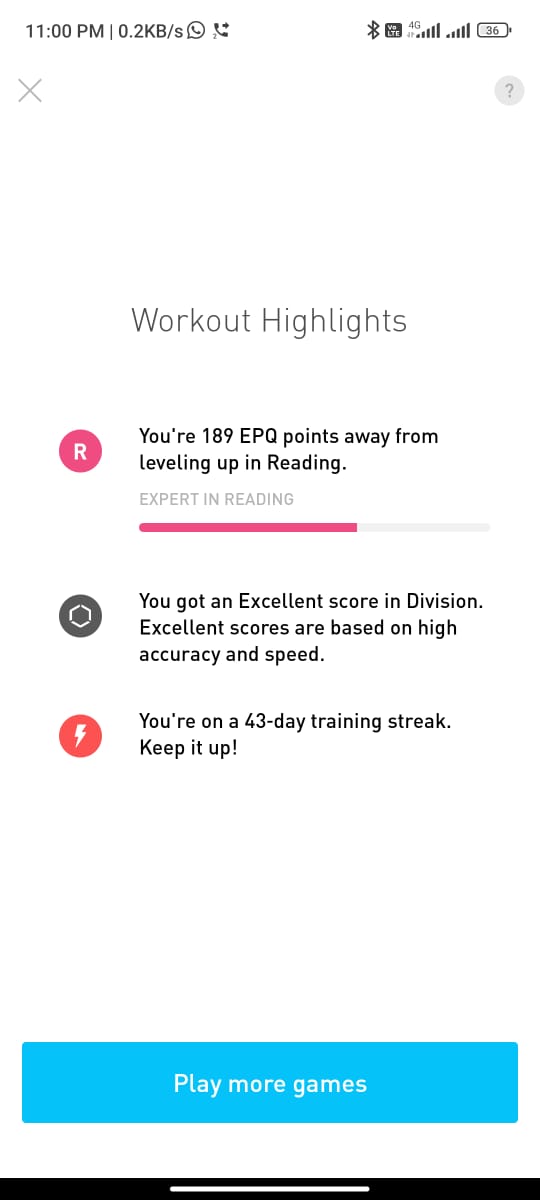 11:00 PM | 0.2KB/s
2
Vo
LTE
4G
36
?
Workout Highlights
R
You're 189 EPQ points away from
leveling up in Reading.
EXPERT IN READING
You got an Excellent score in Division.
Excellent scores are based on high
accuracy and speed.
You're on a 43-day training streak.
Keep it up!
Play more games